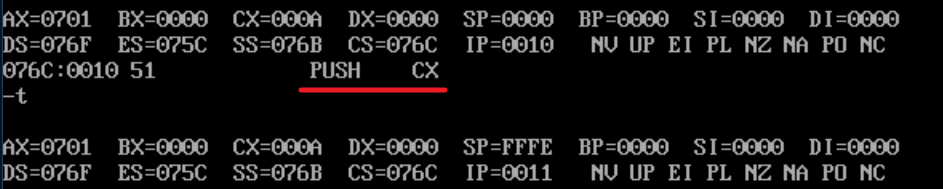 AX=0701 BX=0000 CX=000A DX=0000 SP=0000 BP=0000 SI=0000 DI=0000
DS=076F ES=075C SS=076B CS=076C IP=0010 NV UP EI PL NZ NA PO NC
076C:0010 51 PUSH CX
-t
AX=0701 BX=0000 CX=000A DX=0000 SP=FFFE BP=0000 SI=0000 DI=0000
DS=076F ES=075C SS=076B CS=076C IP=0011 NV UP EI PL NZ NA PO NC